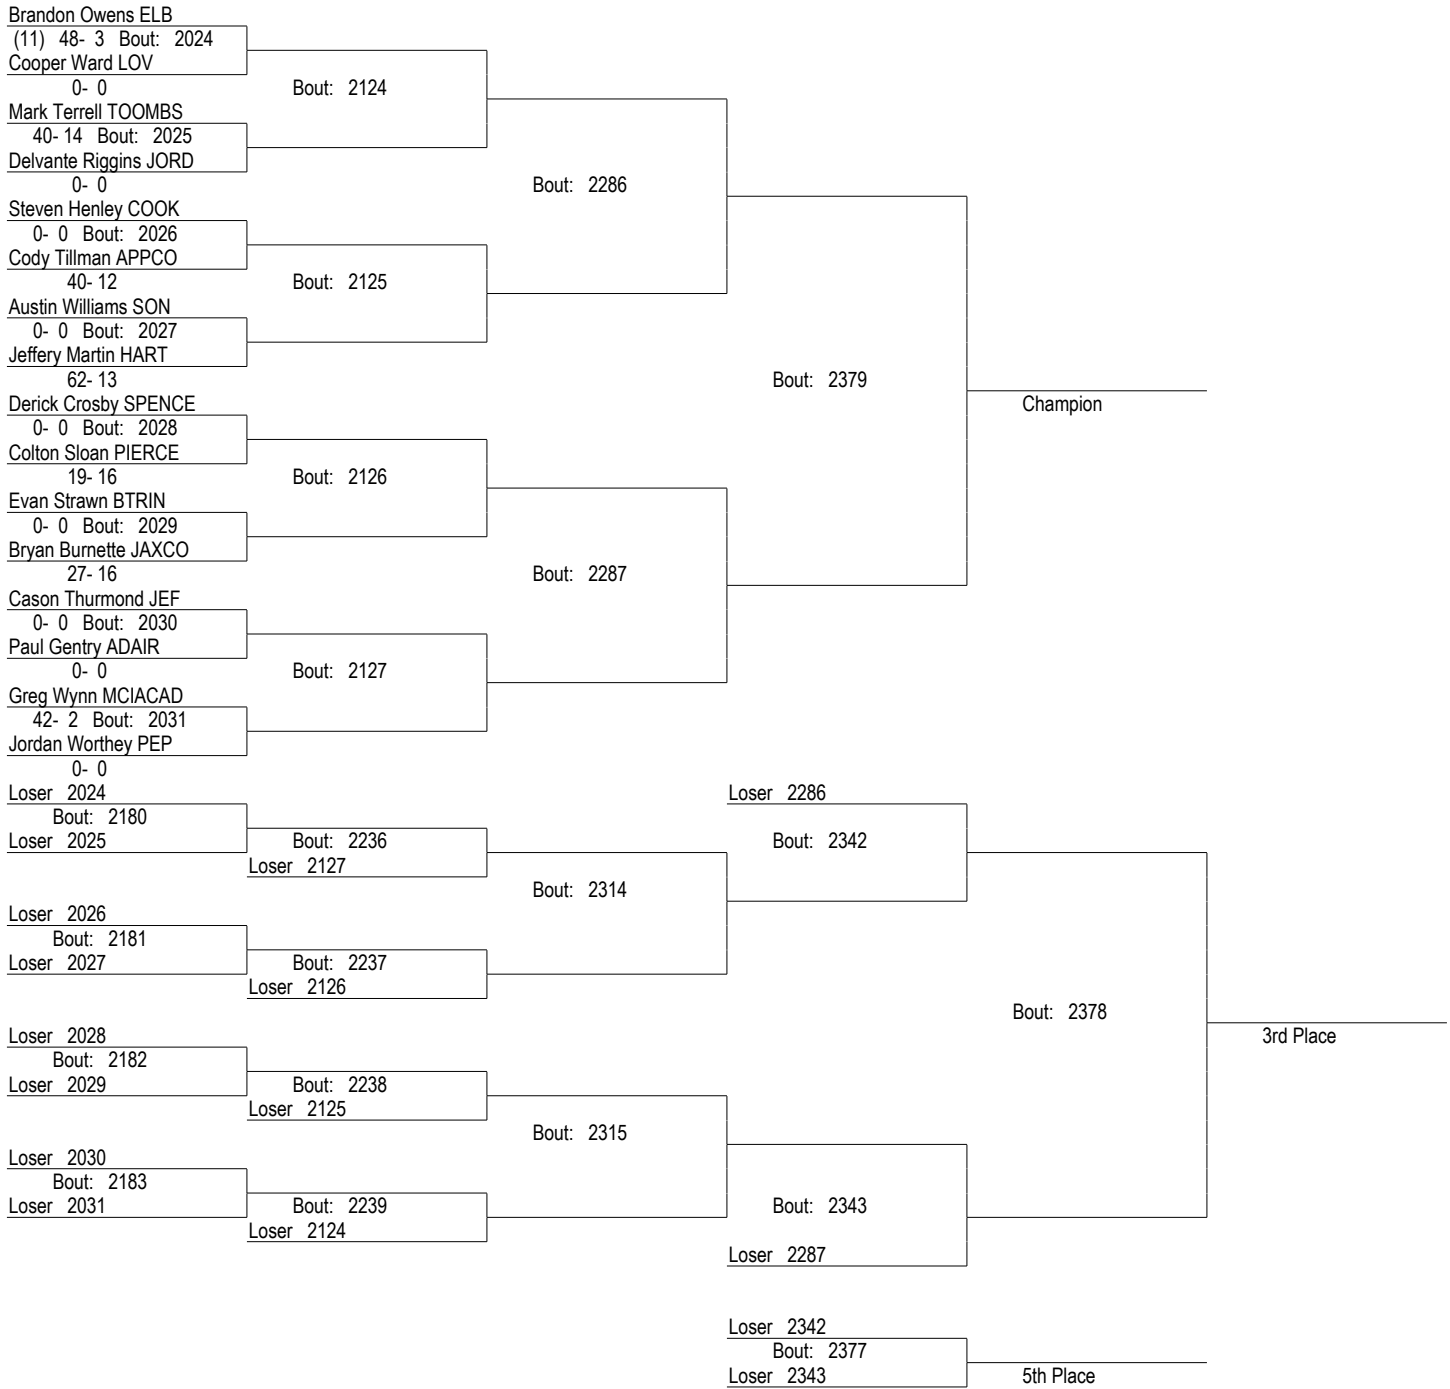 Brandon Owens ELB
(11) 48- 3 Bout: 2024
Cooper Ward LOV
0- 0 Bout: 2124
Mark Terrell TOOMBS
40- 14 Bout: 2025
Delvante Riggins JORD
0- 0 Bout: 2286
Steven Henley COOK
0- 0 Bout: 2026
Cody Tillman APPCO
40- 12 Bout: 2125
Austin Williams SON
0- 0 Bout: 2027
Jeffery Martin HART
62- 13 Bout: 2379
Derick Crosby SPENCE Champion
0- 0 Bout: 2028
Colton Sloan PIERCE
19- 16 Bout: 2126
Evan Strawn BTRIN
0- 0 Bout: 2029
Bryan Burnette JAXCO
27- 16 Bout: 2287
Cason Thurmond JEF
0- 0 Bout: 2030
Paul Gentry ADAIR
0- 0 Bout: 2127
Greg Wynn MCIACAD
42- 2 Bout: 2031
Jordan Worthey PEP
0- 0
Loser 2024 Loser 2286
Bout: 2180
Loser 2025 Bout: 2236 Bout: 2342
Loser 2127
Bout: 2314
Loser 2026
Bout: 2181
Loser 2027 Bout: 2237
Loser 2126
Bout: 2378
Loser 2028 3rd Place
Bout: 2182
Loser 2029 Bout: 2238
Loser 2125
Bout: 2315
Loser 2030
Bout: 2183
Loser 2031 Bout: 2239 Bout: 2343
Loser 2124
Loser 2287
Loser 2342
Bout: 2377
Loser 2343 5th Place